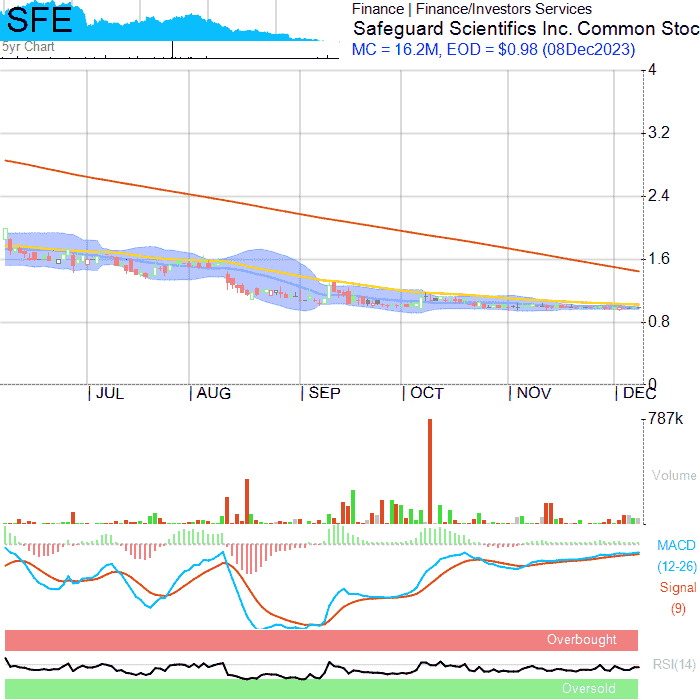 SFE
5yr Chart
Finance | Finance/Investors Services
Safeguard Scientifics Inc. Common Stoc
MC = 16.2M, EOD = $0.98 (08Dec2023)
4
3.2
2.4
1.6
0.8
0
JUL AUG SEP OCT NOV DEC
787k
Volume
MACD
(12-26)
Signal
(9)
Overbought
RSI(14)
Oversold